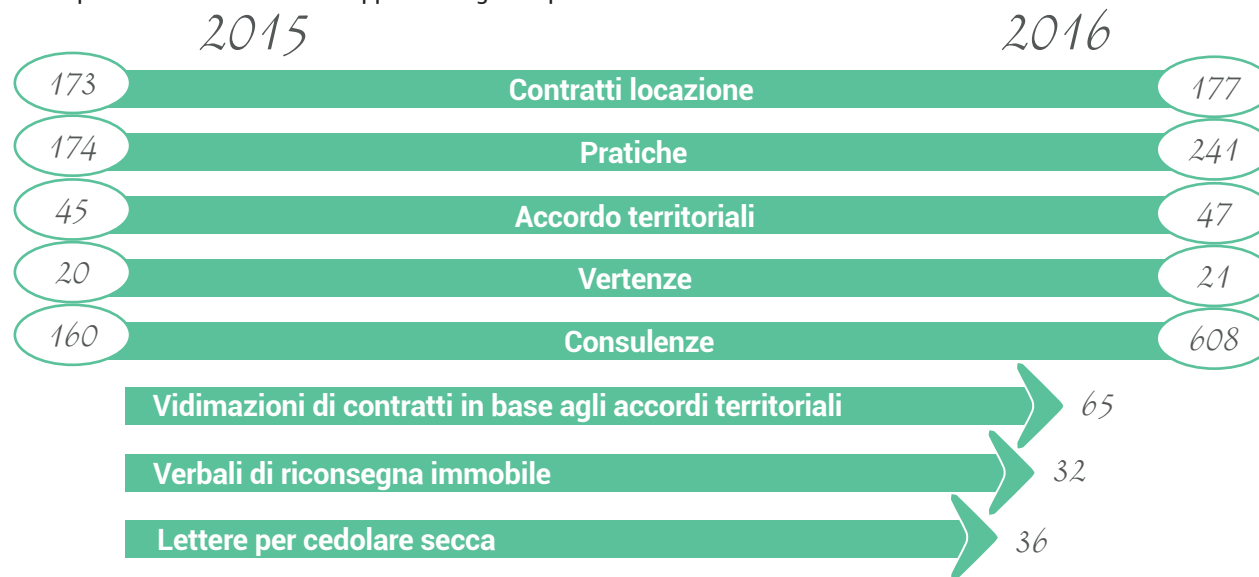 2015 2016
173 Contratti locazione 177
174 Pratiche 241
45 Accordo territoriali 47
20 Vertenze 21
160 Consulenze 608
Vidimazioni di contratti in base agli accordi territoriali 65
Verbali di riconsegna immobile 32
Lettere per cedolare secca 36